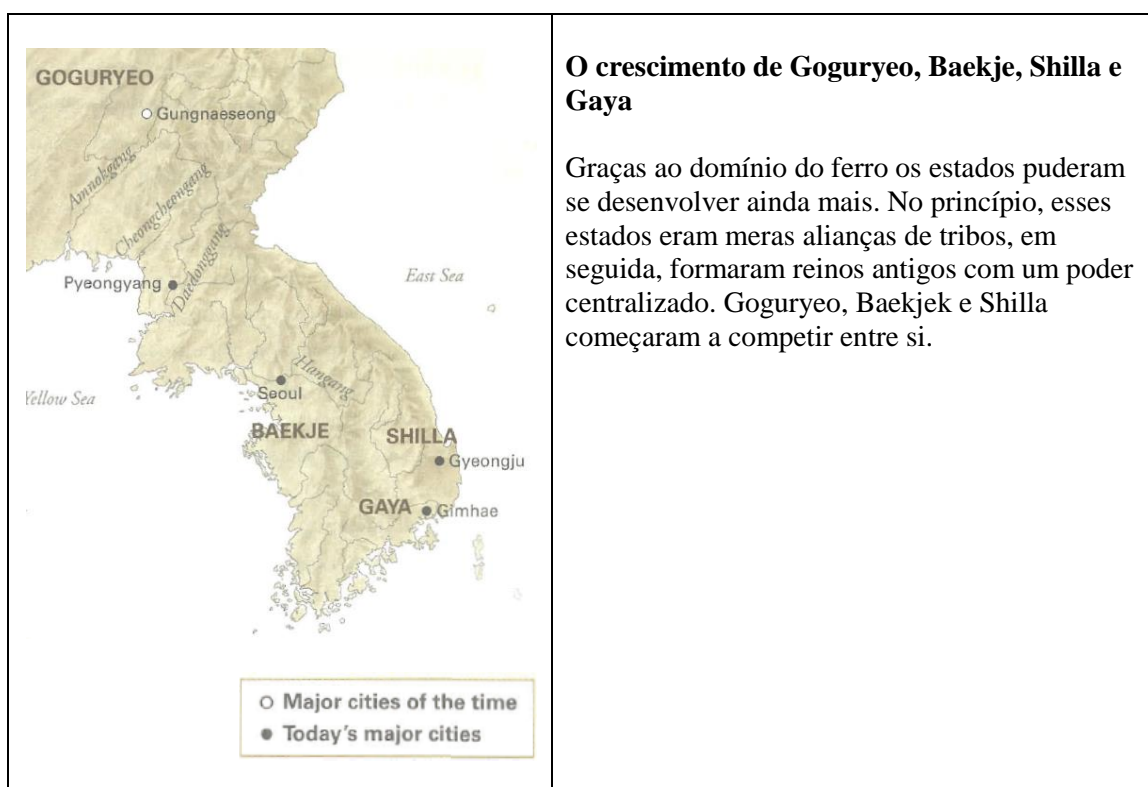 GOGURYEO
Gungnaeseong
Amnokgang
Cheongcheongang
Daedonggang
Pyeongyang
East Sea
Hangang
Seoul
Yellow Sea
BAEKJE
SHILLA
Gyeongju
GAYA
Gimhae
Major cities of the time
Today's major cities
O crescimento de Goguryeo, Baekje, Shilla e
Gaya
Graças ao domínio do ferro os estados puderam
se desenvolver ainda mais. No princípio, esses
estados eram meras alianças de tribos, em
seguida, formaram reinos antigos com um poder
centralizado. Goguryeo, Baekjek e Shilla
começaram a competir entre si.